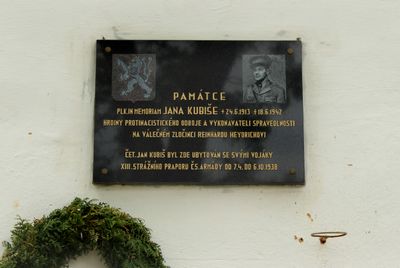 PAMÁTCE
PLK.IN MEMORIAM JANA KUBIŠE *24.6.1913 †18.6.1942
HRDINY PROTINACISTICKÉHO ODBOJE A VYKONAVATELI SPRAVEDLNOSTI
NA VÁLEČNÉM ZLOČINCI REINHARDU HEYDRICHOVI
ČET. JAN KUBIŠ BYL ZDE UBYTOVÁN SE SVÝMI VOJÁKY
XIII. STRÁŽNÍHO PRAPORU ČS. ARMÁDY OD 7.4. DO 6.10.1938